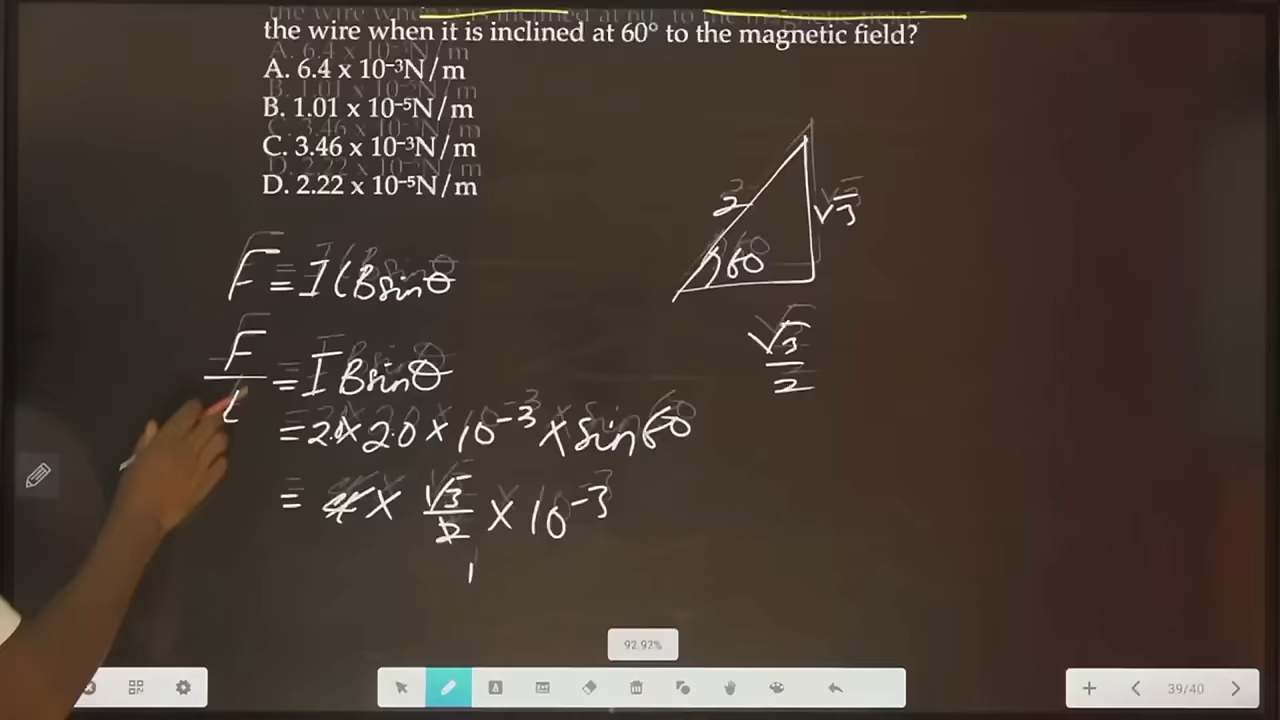 the wire when it is inclined at 60° to the magnetic field?
A. 6.4 x 10⁻³N/m
B. 1.01 x 10⁻⁵N/m
C. 3.46 x 10⁻³N/m
D. 2.22 x 10⁻⁵N/m
2
√3
60
√3
2
F = IlBsinθ
F
l
= IBsinθ
= 2.0 x 2.0 x 10⁻³ x sin60
= 4 x √3/2 x 10⁻³
1
92.92%
39/40